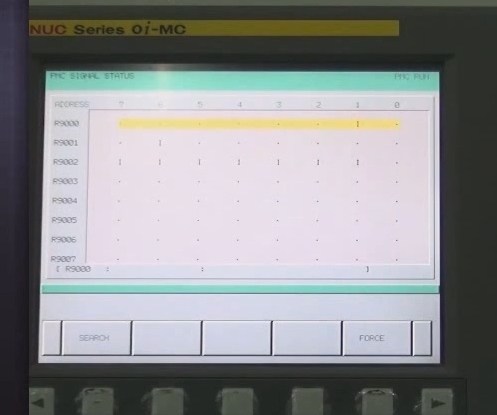 NUC Series 0i-MC
PMC SIGNAL STATUS PMC RUN
ADDRESS 7 6 5 4 3 2 1 0
R9000 . . . . . . I .
R9001 . I . . . . . .
R9002 I I I I I I I .
R9003 . . . . . . . .
R9004 . . . . . . . .
R9005 . . . . . . . .
R9006 . . . . . . . .
R9007 . . . . . . . .
( R9000 : : )
SEARCH FORCE